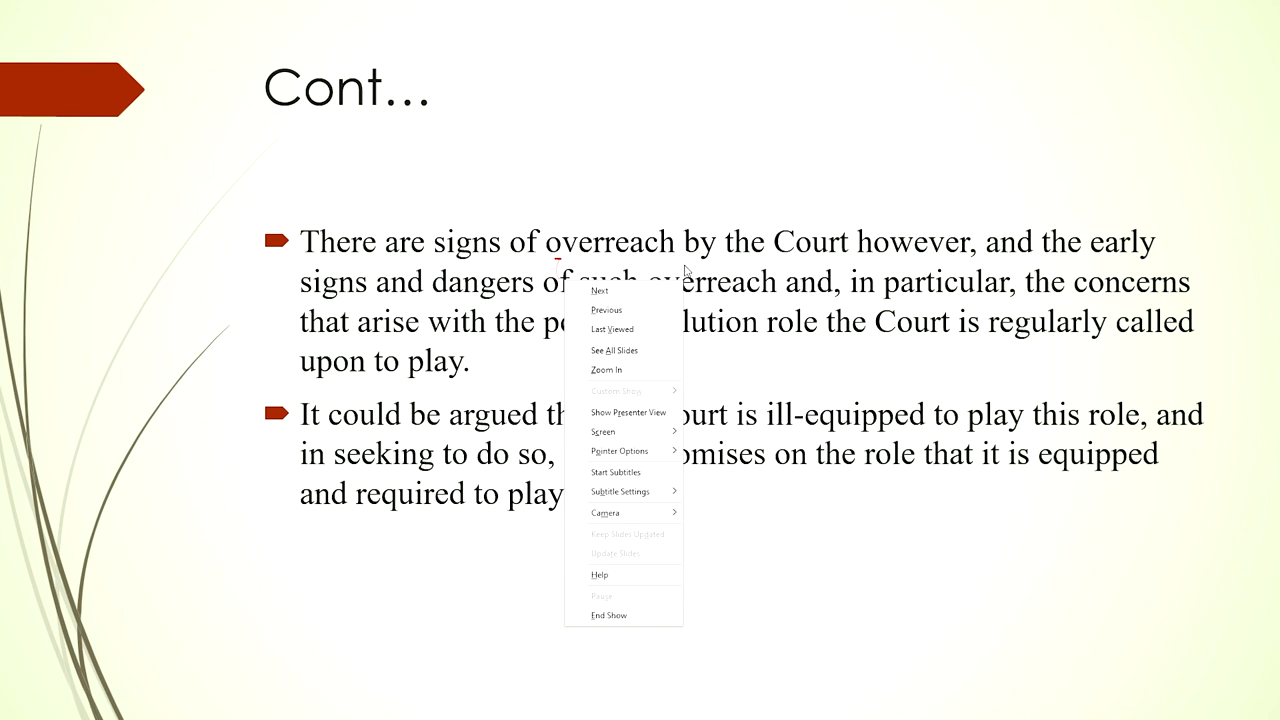 Cont...
There are signs of overreach by the Court however, and the early
signs and dangers of such overreach and, in particular, the concerns
that arise with the lution role the Court is regularly called
upon to play.
It could be argued ourt is ill-equipped to play this role, and
in seeking to do so, omises on the role that it is equipped
and required to play
Next
Previous
Last Viewed
See All Slides
Zoom In
Custom Show
Show Presenter View
Screen
Pointer Options
Start Subtitles
Subtitle Settings
Camera
Keep Slides Updated
Update Slides
Help
Pause
End Show